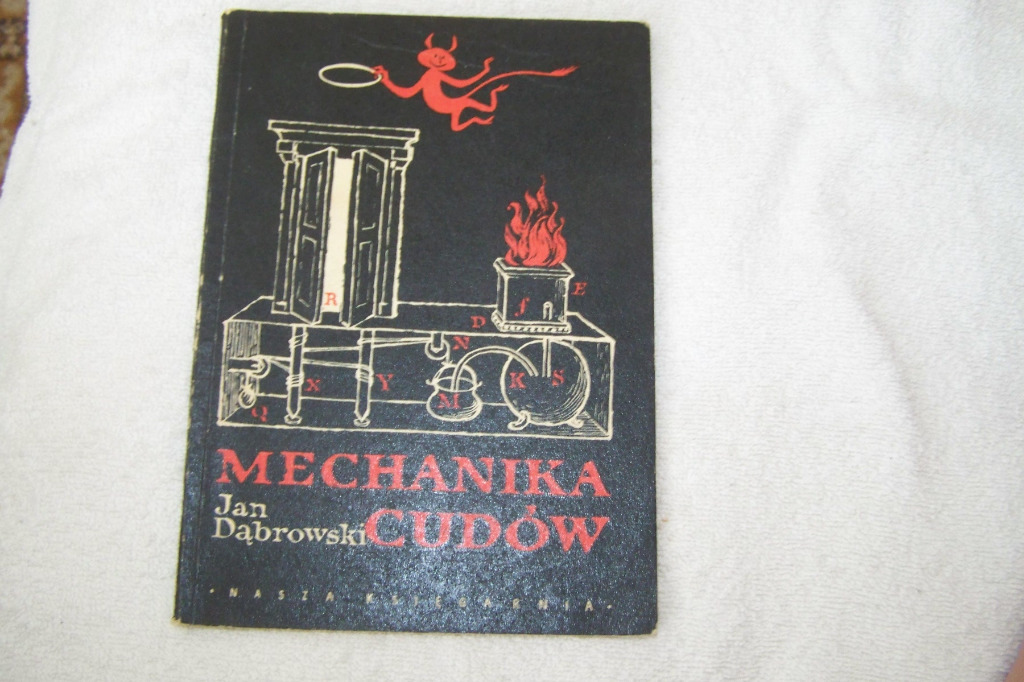 R
E
f
D
N
X
Y
K
S
M
Q
MECHANIKA
Jan
Dąbrowski
CUDÓW
• NASZA KSIĘGARNIA •